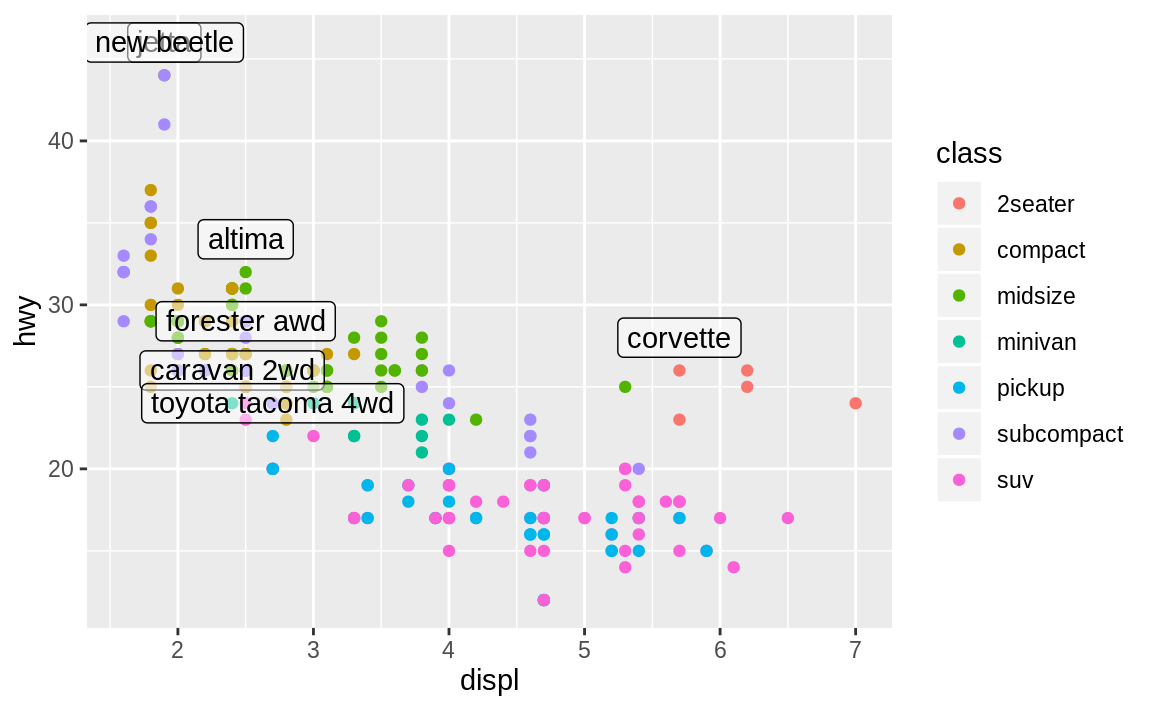 new beetle
jetta
40
altima
30
forester awd
corvette
caravan 2wd
toyota tacoma 4wd
20
hwy
2
3
4
5
6
7
displ
class
2seater
compact
midsize
minivan
pickup
subcompact
suv